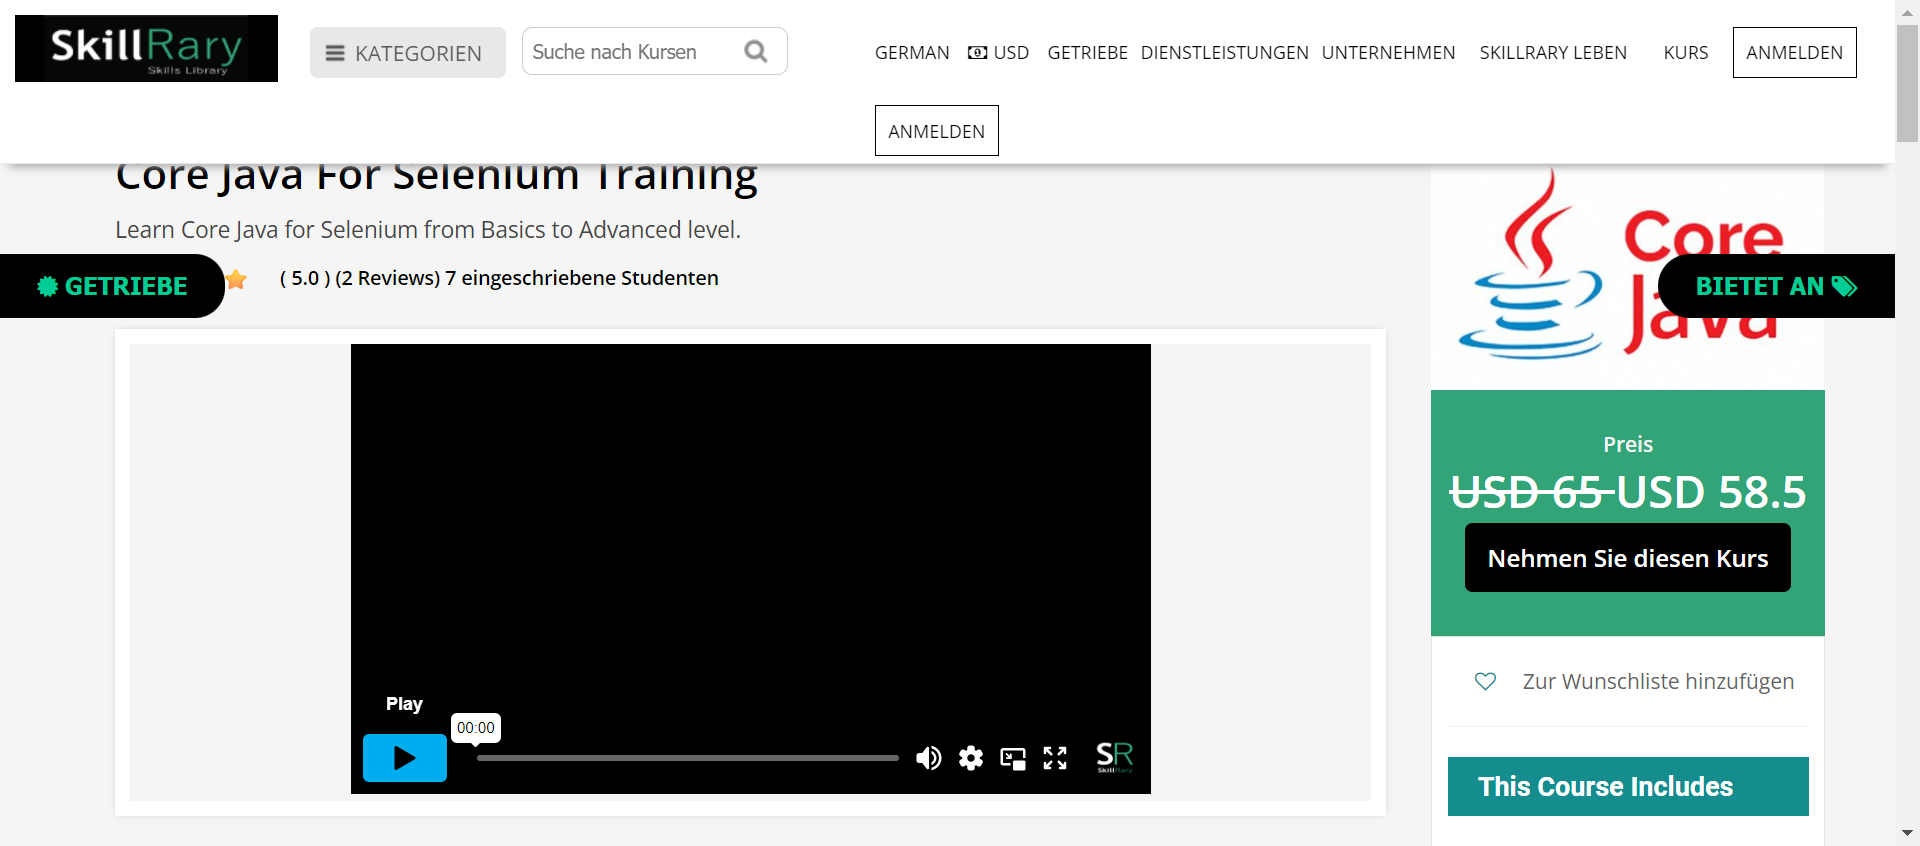 SkillRary
Skills Library
KATEGORIEN
Suche nach Kursen
GERMAN USD GETRIEBE DIENSTLEISTUNGEN UNTERNEHMEN SKILLRARY LEBEN KURS ANMELDEN
ANMELDEN
Core Java For Selenium Training
Learn Core Java for Selenium from Basics to Advanced level.
GETRIEBE
( 5.0 ) (2 Reviews) 7 eingeschriebene Studenten
Core
Java
BIETET AN
Preis
USD 65 USD 58.5
Nehmen Sie diesen Kurs
Zur Wunschliste hinzufügen
This Course Includes
Play
00:00
SR
SkillRary